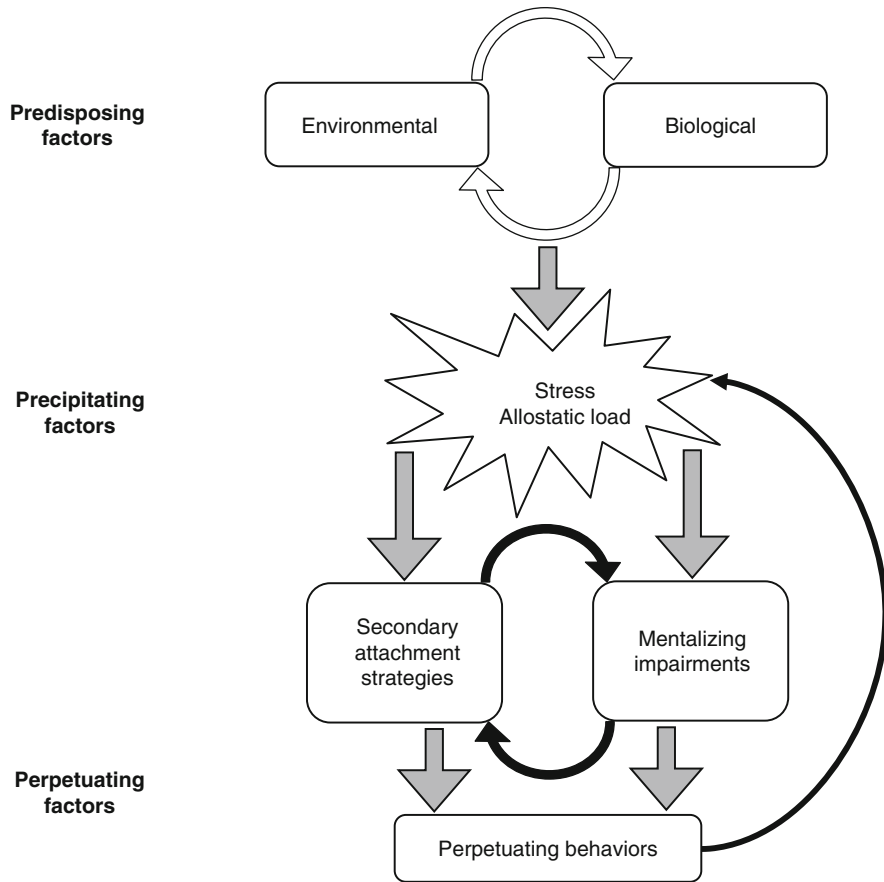 Predisposing
factors
Environmental
Biological
Precipitating
factors
Stress
Allostatic load
Secondary
attachment
strategies
Mentalizing
impairments
Perpetuating
factors
Perpetuating behaviors